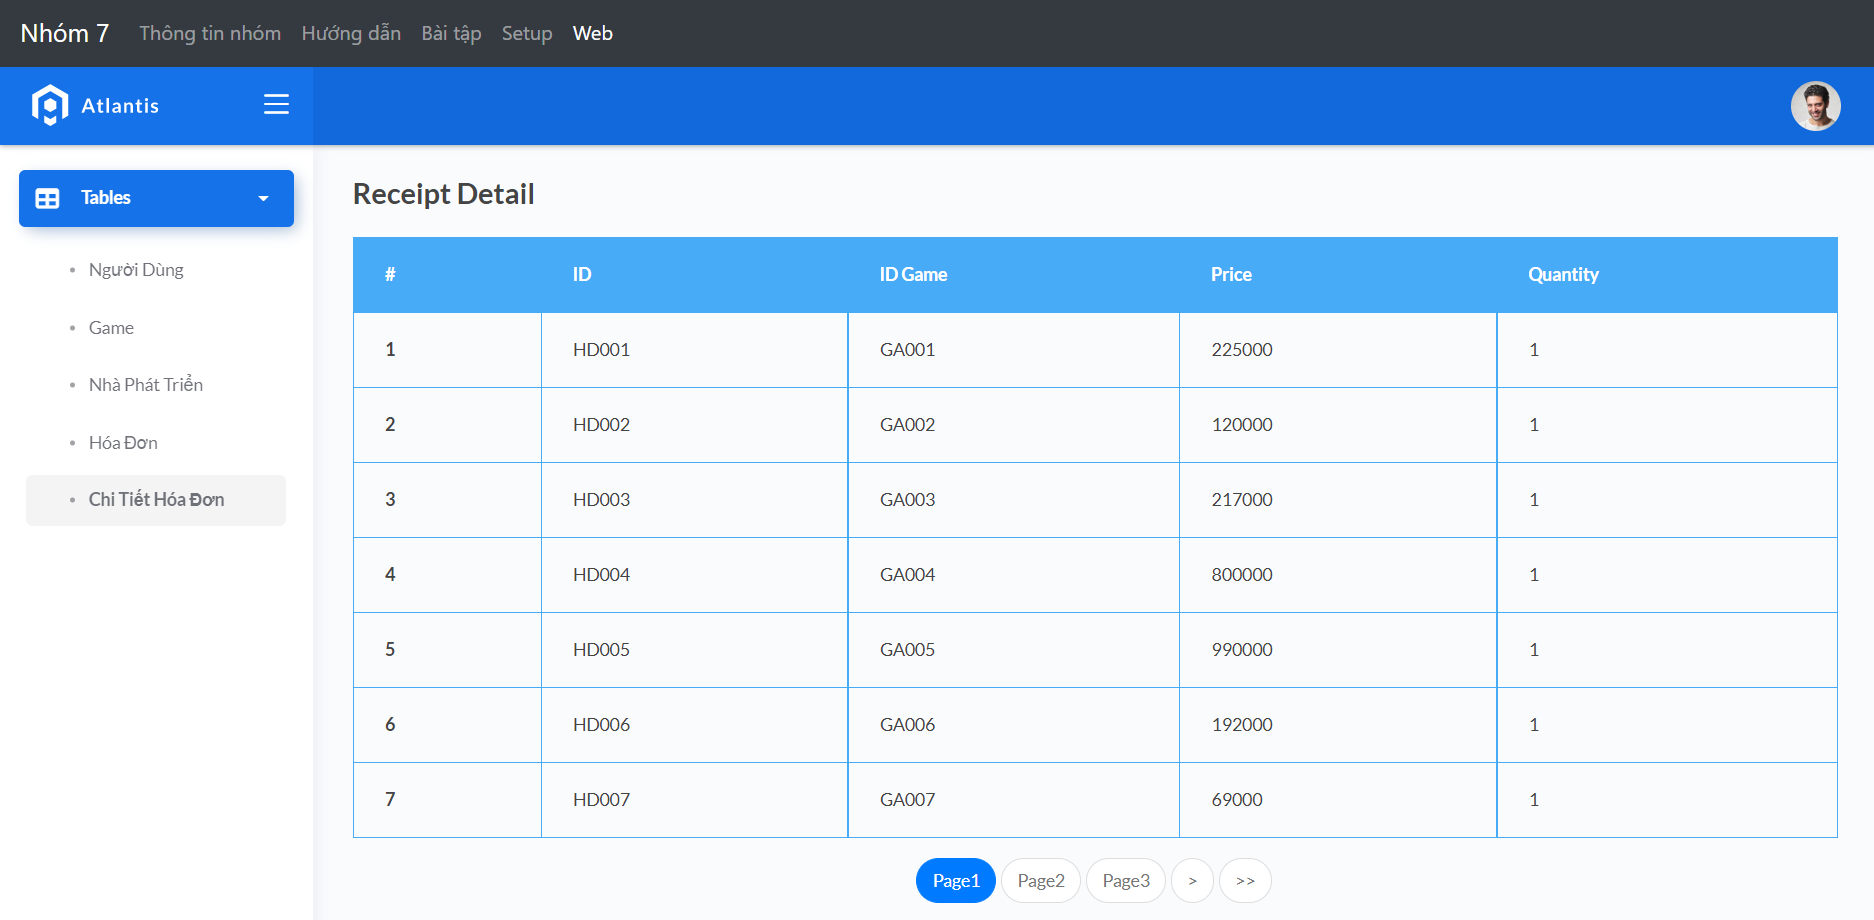 Nhóm 7 Thông tin nhóm Hướng dẫn Bài tập Setup Web
Atlantis
Tables
Người Dùng
Game
Nhà Phát Triển
Hóa Đơn
Chi Tiết Hóa Đơn
Receipt Detail
# ID ID Game Price Quantity
1 HD001 GA001 225000 1
2 HD002 GA002 120000 1
3 HD003 GA003 217000 1
4 HD004 GA004 800000 1
5 HD005 GA005 990000 1
6 HD006 GA006 192000 1
7 HD007 GA007 69000 1
Page1 Page2 Page3 > >>